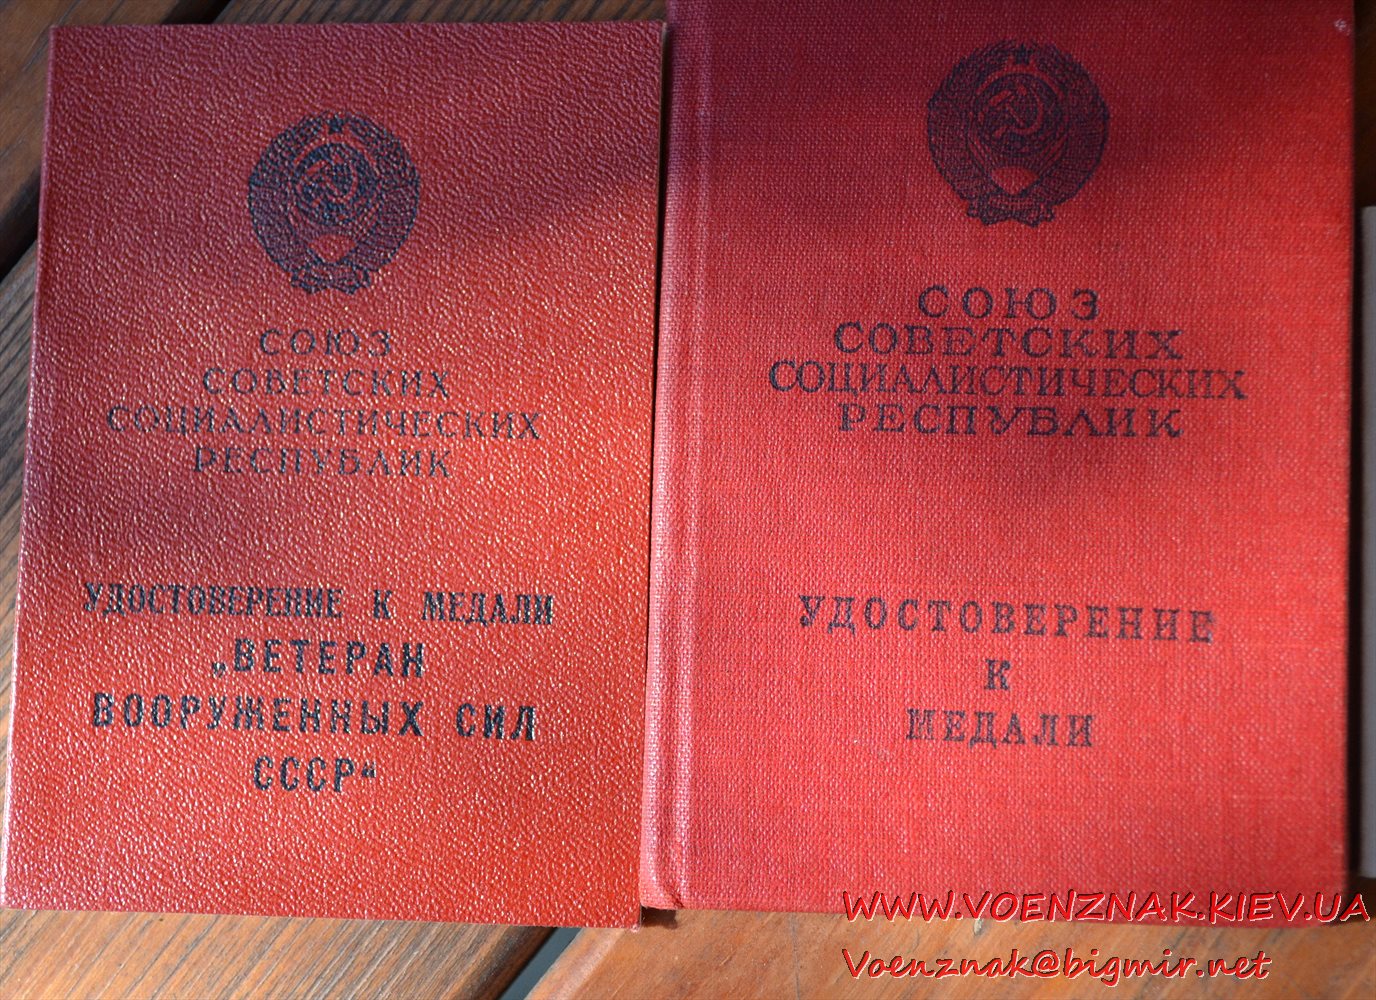 СОЮЗ
СОВЕТСКИХ
СОЦИАЛИСТИЧЕСКИХ
РЕСПУБЛИК
УДОСТОВЕРЕНИЕ К МЕДАЛИ
„ВЕТЕРАН
ВООРУЖЕННЫХ СИЛ
СССР“
СОЮЗ
СОВЕТСКИХ
СОЦИАЛИСТИЧЕСКИХ
РЕСПУБЛИК
УДОСТОВЕРЕНИЕ
К
МЕДАЛИ
WWW.VOENZNAK.KIEV.UA
Voenznak@bigmir.net